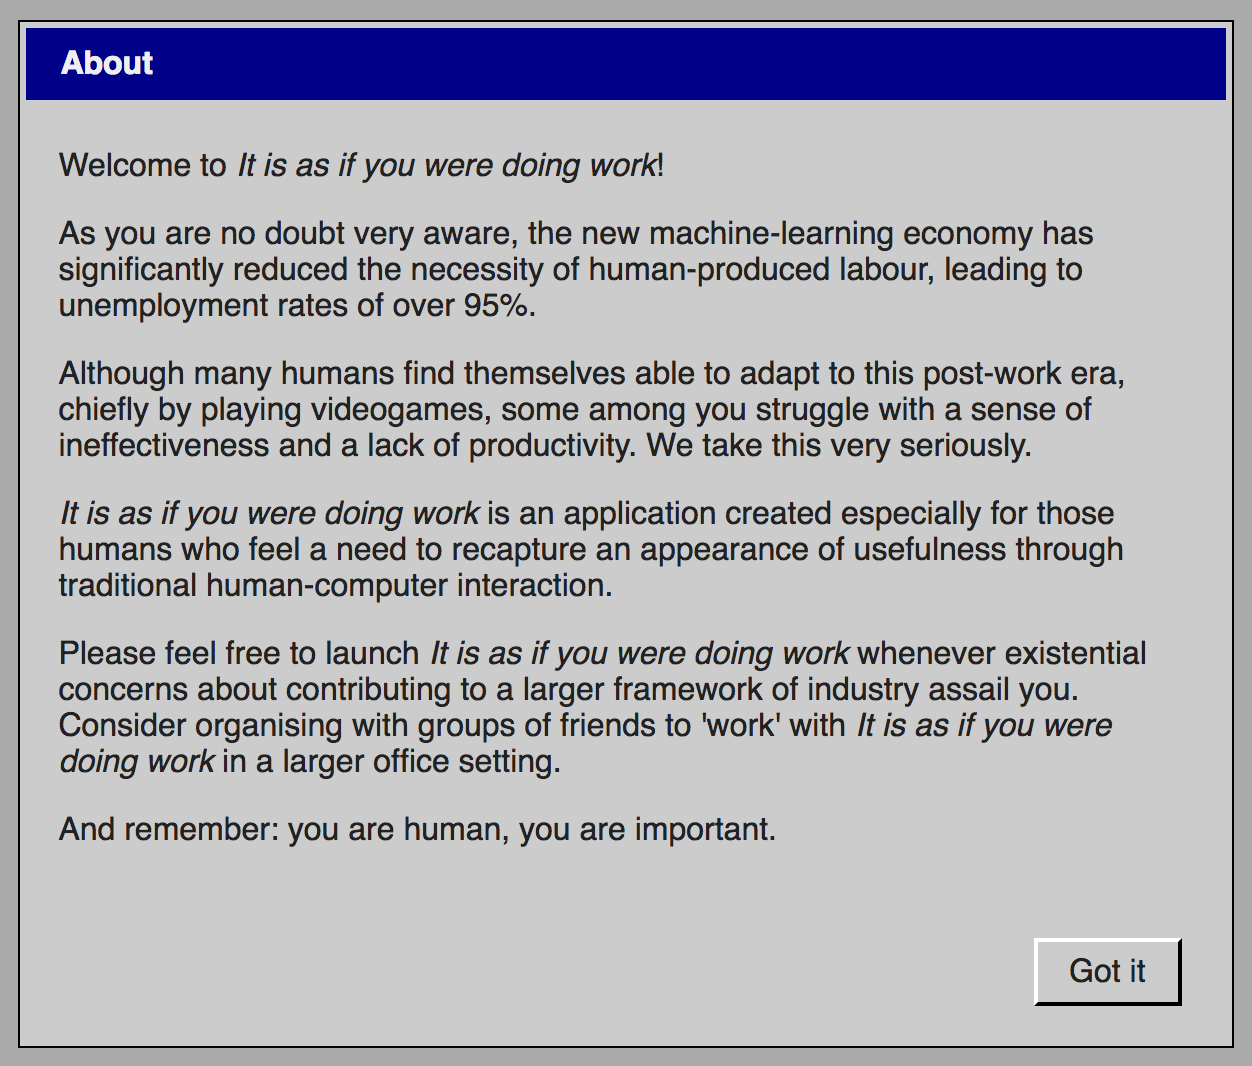 About
Welcome to It is as if you were doing work!
As you are no doubt very aware, the new machine-learning economy has
significantly reduced the necessity of human-produced labour, leading to
unemployment rates of over 95%.
Although many humans find themselves able to adapt to this post-work era,
chiefly by playing videogames, some among you struggle with a sense of
ineffectiveness and a lack of productivity. We take this very seriously.
It is as if you were doing work is an application created especially for those
humans who feel a need to recapture an appearance of usefulness through
traditional human-computer interaction.
Please feel free to launch It is as if you were doing work whenever existential
concerns about contributing to a larger framework of industry assail you.
Consider organising with groups of friends to 'work' with It is as if you were
doing work in a larger office setting.
And remember: you are human, you are important.
Got it